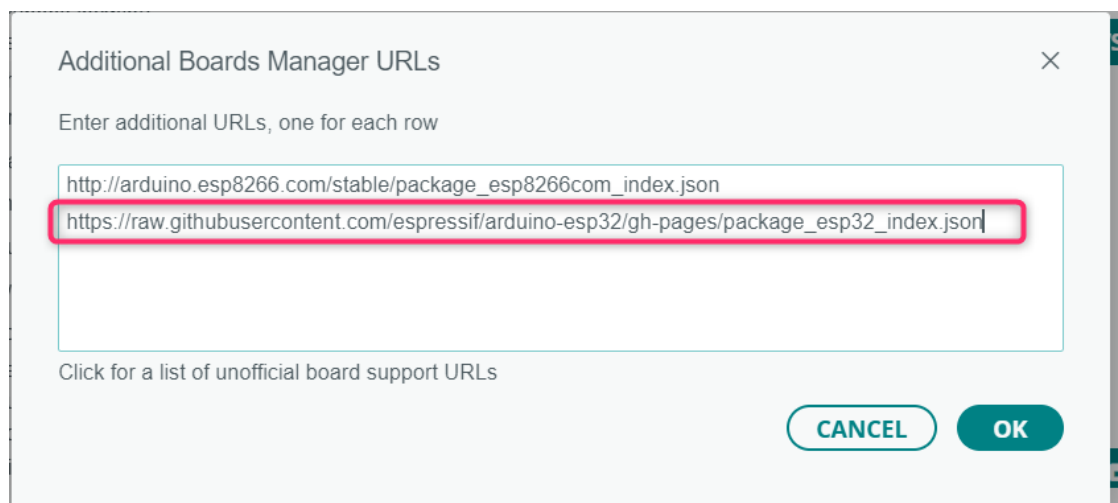 Additional Boards Manager URLs
Enter additional URLs, one for each row
http://arduino.esp8266.com/stable/package_esp8266com_index.json
https://raw.githubusercontent.com/espressif/arduino-esp32/gh-pages/package_esp32_index.json
Click for a list of unofficial board support URLs
CANCEL
OK